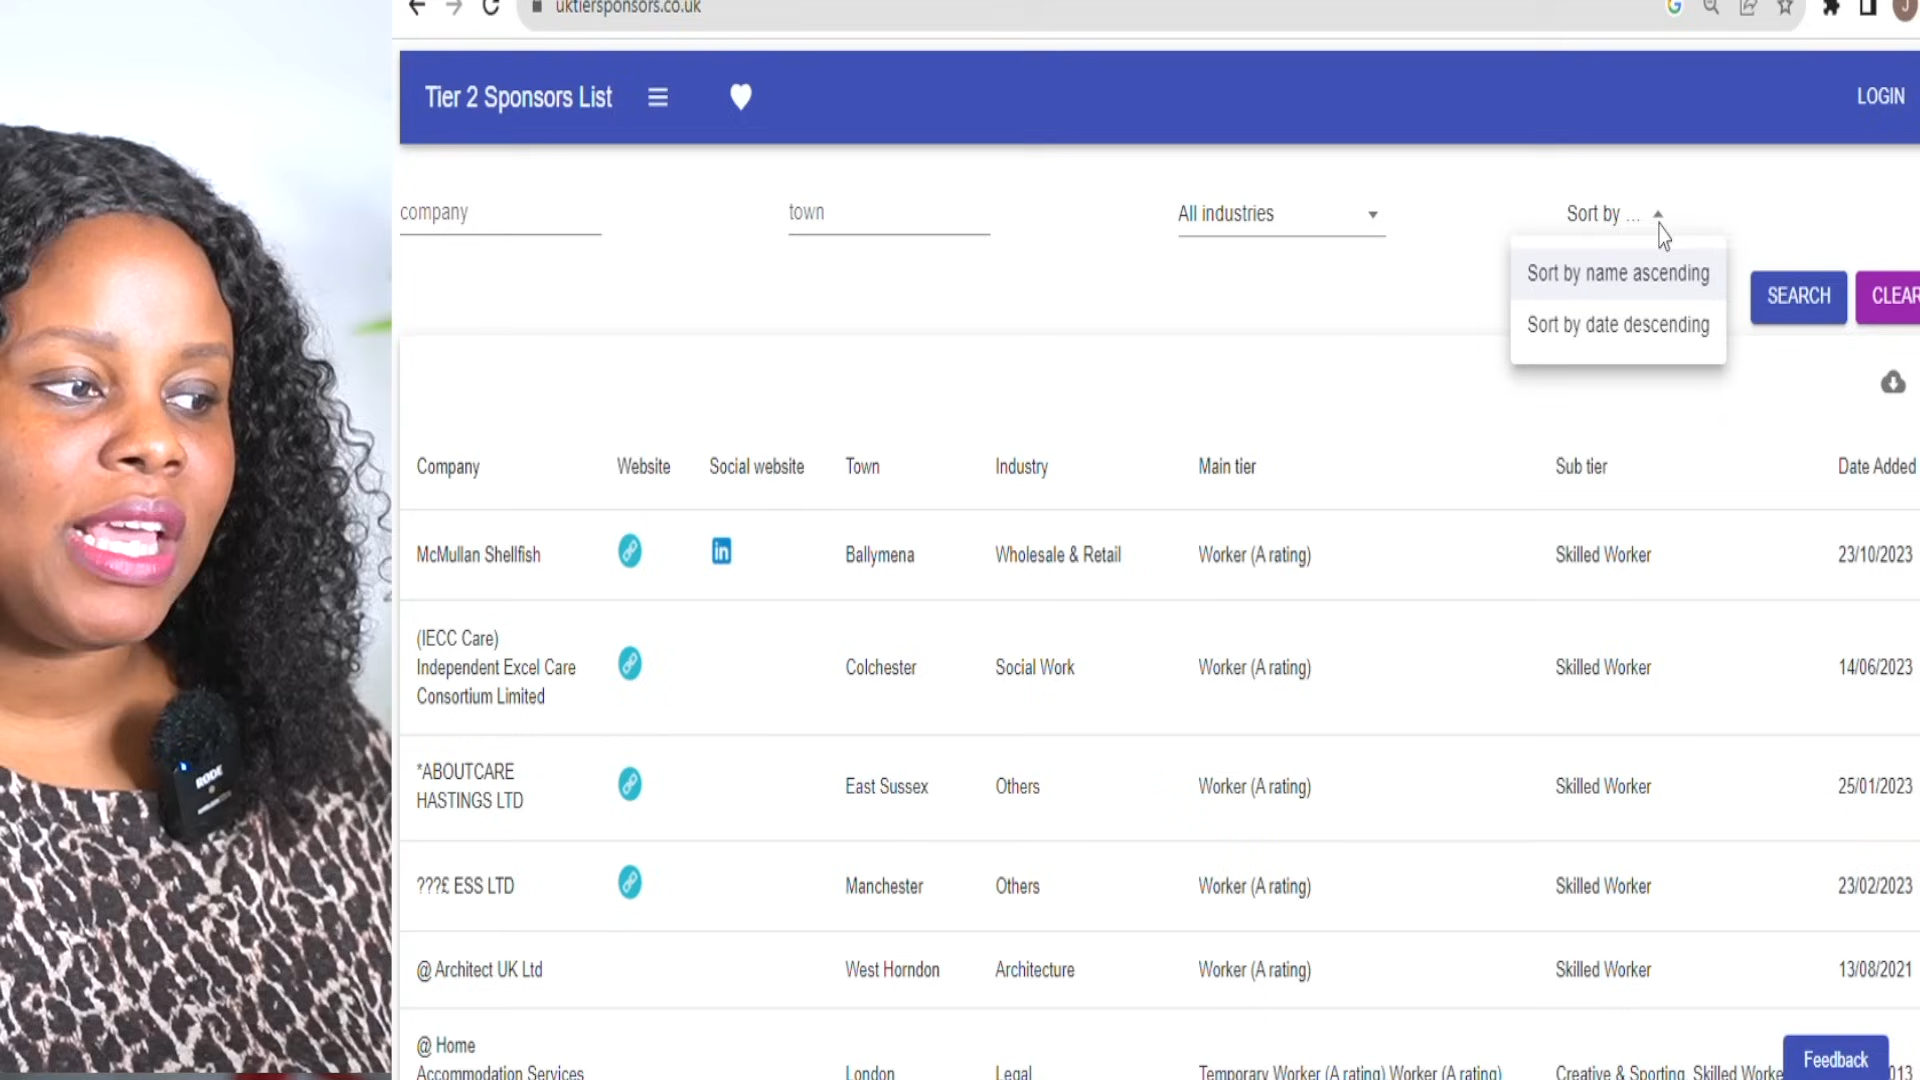 uktiersponsors.co.uk
Tier 2 Sponsors List
LOGIN
company
town
All industries
Sort by ...
Sort by name ascending
Sort by date descending
SEARCH
CLEAR
Company Website Social website Town Industry Main tier Sub tier Date Added
McMullan Shellfish in Ballymena Wholesale & Retail Worker (A rating) Skilled Worker 23/10/2023
(IECC Care)
Independent Excel Care
Consortium Limited
Colchester Social Work Worker (A rating) Skilled Worker 14/06/2023
*ABOUTCARE
HASTINGS LTD
East Sussex Others Worker (A rating) Skilled Worker 25/01/2023
???£ ESS LTD Manchester Others Worker (A rating) Skilled Worker 23/02/2023
@ Architect UK Ltd West Horndon Architecture Worker (A rating) Skilled Worker 13/08/2021
@ Home
Accommodation Services
London Legal Temporary Worker (A rating) Worker (A rating) Creative & Sporting, Skilled Worke 013
Feedback
RODE
J